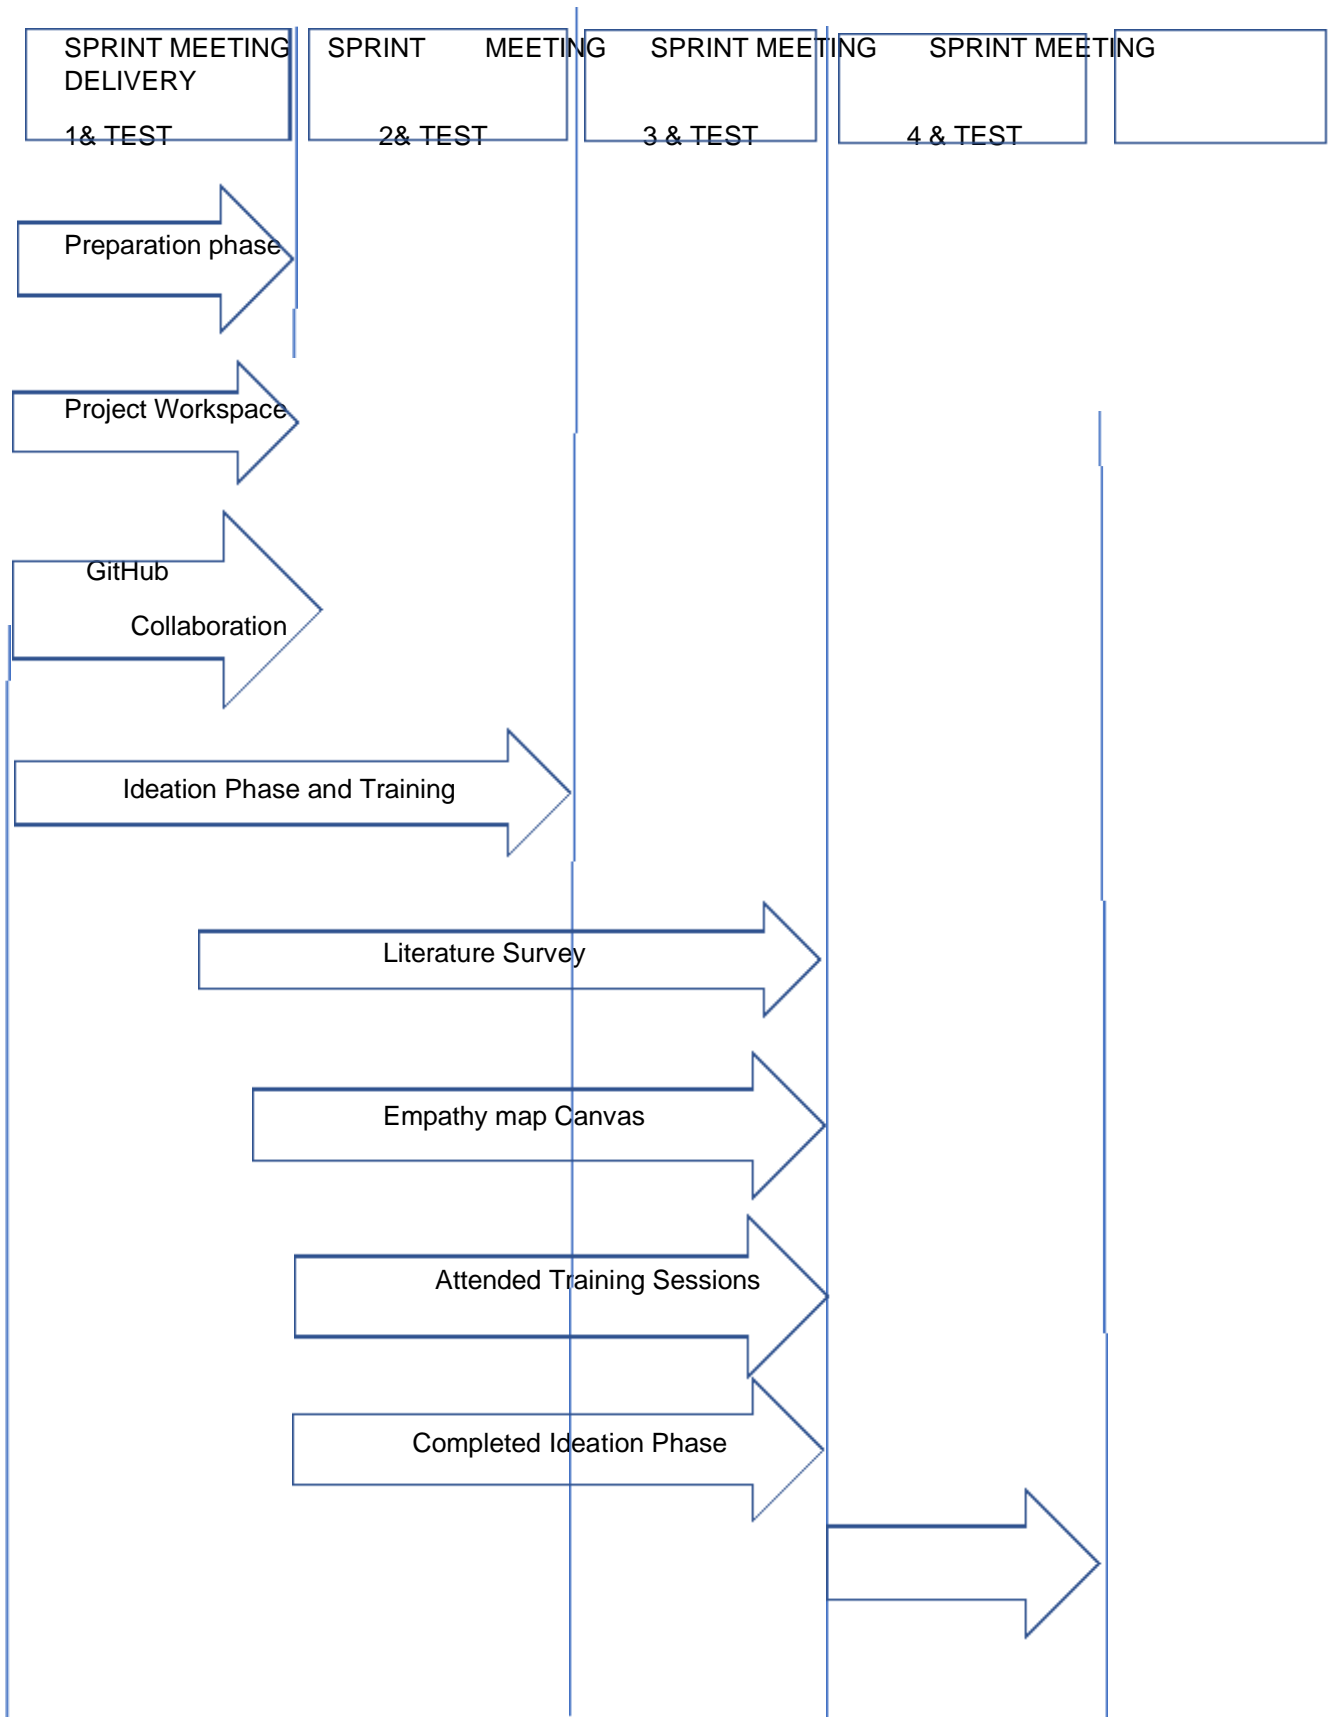 SPRINT MEETING SPRINT MEETING SPRINT MEETING SPRINT MEETING
DELIVERY
1& TEST 2& TEST 3 & TEST 4 & TEST
Preparation phase
Project Workspace
GitHub
Collaboration
Ideation Phase and Training
Literature Survey
Empathy map Canvas
Attended Training Sessions
Completed Ideation Phase